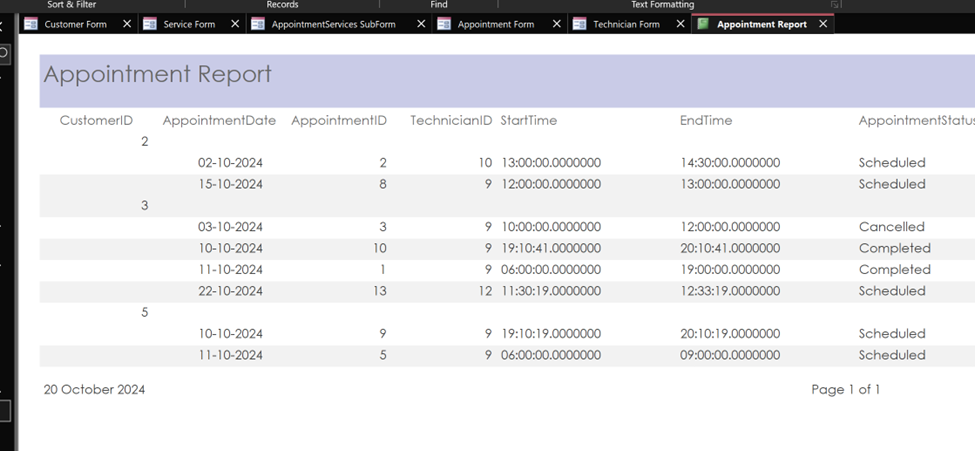 Sort & Filter Records Find Text Formatting
Customer Form Service Form AppointmentServices SubForm Appointment Form Technician Form Appointment Report
Appointment Report
CustomerID AppointmentDate AppointmentID TechnicianID StartTime EndTime AppointmentStatus
2
02-10-2024 2 10 13:00:00.0000000 14:30:00.0000000 Scheduled
15-10-2024 8 9 12:00:00.0000000 13:00:00.0000000 Scheduled
3
03-10-2024 3 9 10:00:00.0000000 12:00:00.0000000 Cancelled
10-10-2024 10 9 19:10:41.0000000 20:10:41.0000000 Completed
11-10-2024 1 9 06:00:00.0000000 19:00:00.0000000 Completed
22-10-2024 13 12 11:30:19.0000000 12:33:19.0000000 Scheduled
5
10-10-2024 9 9 19:10:19.0000000 20:10:19.0000000 Scheduled
11-10-2024 5 9 06:00:00.0000000 09:00:00.0000000 Scheduled
20 October 2024 Page 1 of 1